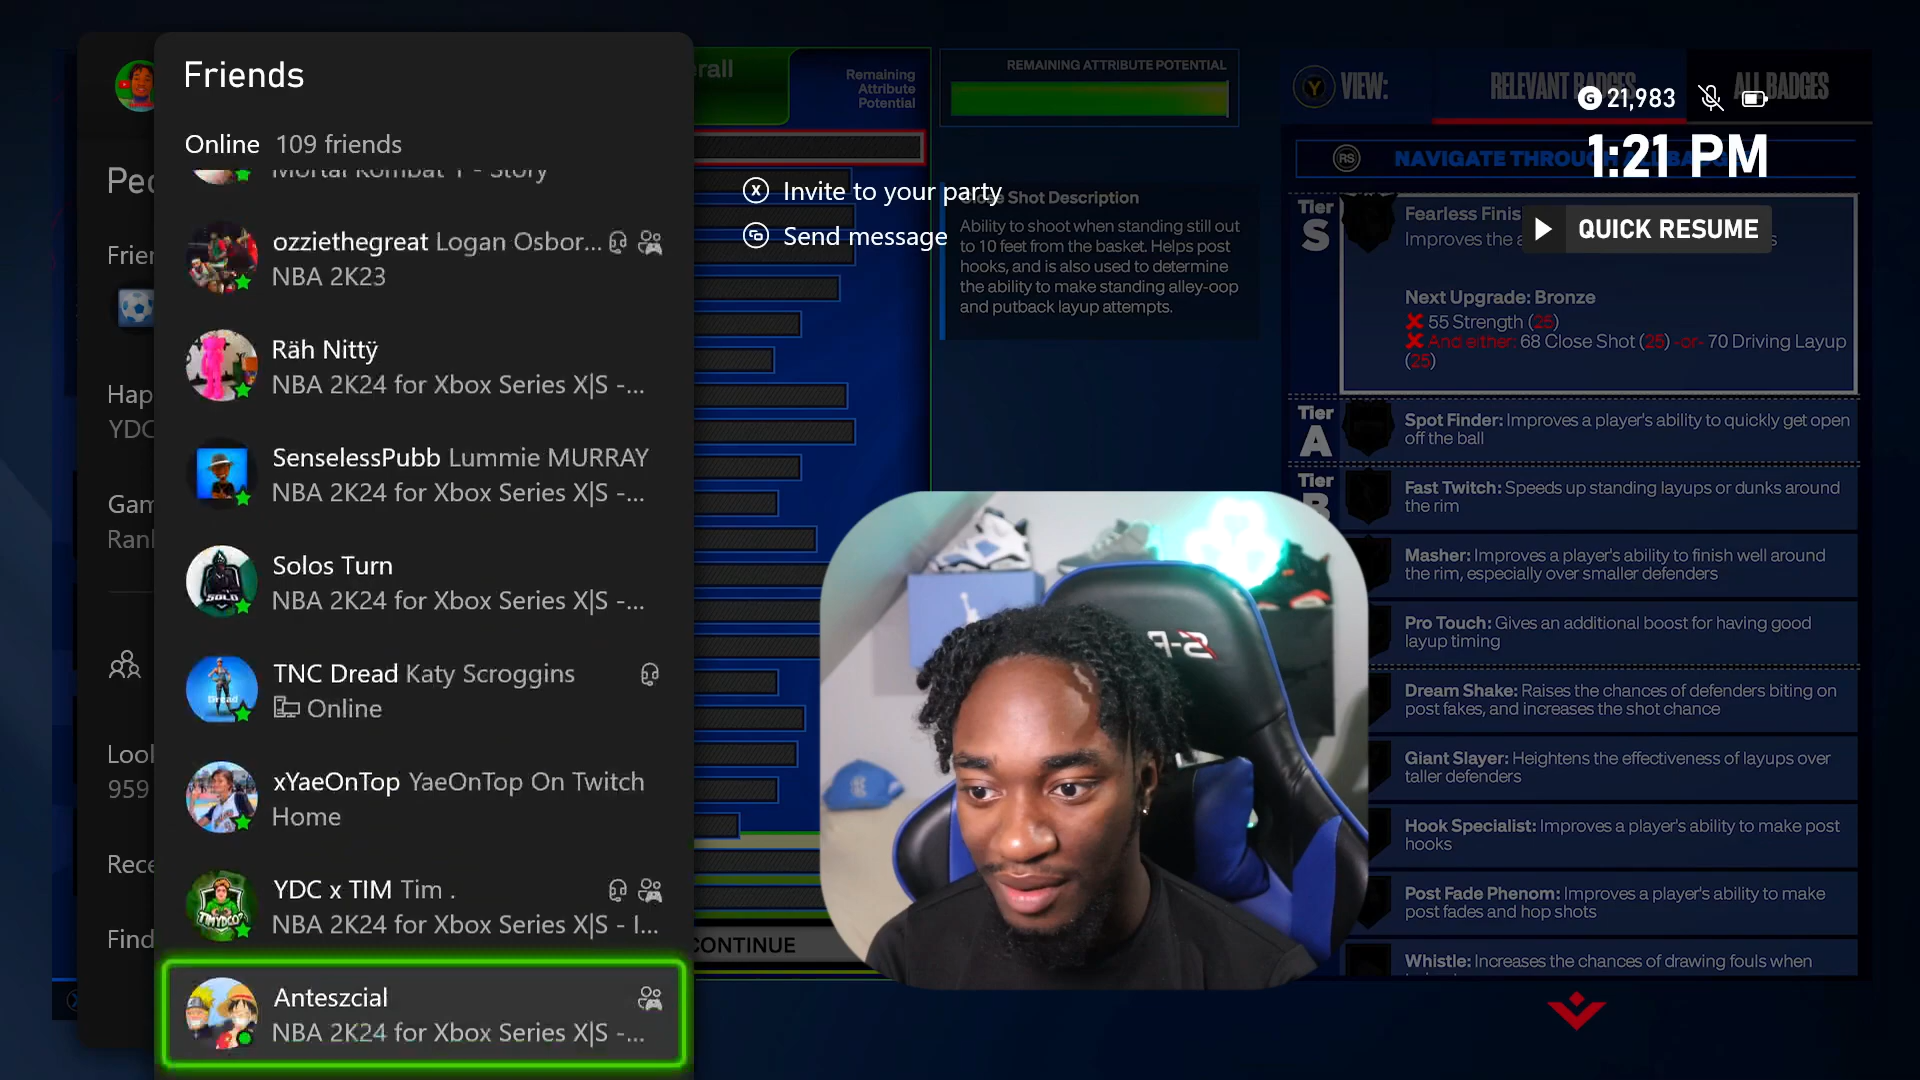 Friends
Online 109 friends
Mortal Kombat 1 - Story
ozziethegreat Logan Osbor...
NBA 2K23
Räh Nittÿ
NBA 2K24 for Xbox Series X|S -...
SenselessPubb Lummie MURRAY
NBA 2K24 for Xbox Series X|S -...
Solos Turn
NBA 2K24 for Xbox Series X|S -...
TNC Dread Katy Scroggins
Online
xYaeOnTop YaeOnTop On Twitch
Home
YDC x TIM Tim .
NBA 2K24 for Xbox Series X|S - I...
Anteszcial
NBA 2K24 for Xbox Series X|S -...
X Invite to your party
Send message
Remaining
Attribute
Potential
REMAINING ATTRIBUTE POTENTIAL
Close Shot Description
Ability to shoot when standing still out
to 10 feet from the basket. Helps post
hooks, and is also used to determine
the ability to make standing alley-oop
and putback layup attempts.
CONTINUE
Y VIEW:
RELEVANT BADGES
ALL BADGES
G 21,983
1:21 PM
QUICK RESUME
RS NAVIGATE THROUGH ALL BADGES
Tier
S
Fearless Finis
Improves the a
Next Upgrade: Bronze
55 Strength (25)
And either: 68 Close Shot (25) -or- 70 Driving Layup
(25)
Tier
A
Spot Finder: Improves a player's ability to quickly get open
off the ball
Tier
B
Fast Twitch: Speeds up standing layups or dunks around
the rim
Masher: Improves a player's ability to finish well around
the rim, especially over smaller defenders
Pro Touch: Gives an additional boost for having good
layup timing
Dream Shake: Raises the chances of defenders biting on
post fakes, and increases the shot chance
Giant Slayer: Heightens the effectiveness of layups over
taller defenders
Hook Specialist: Improves a player's ability to make post
hooks
Post Fade Phenom: Improves a player's ability to make
post fades and hop shots
Whistle: Increases the chances of drawing fouls when